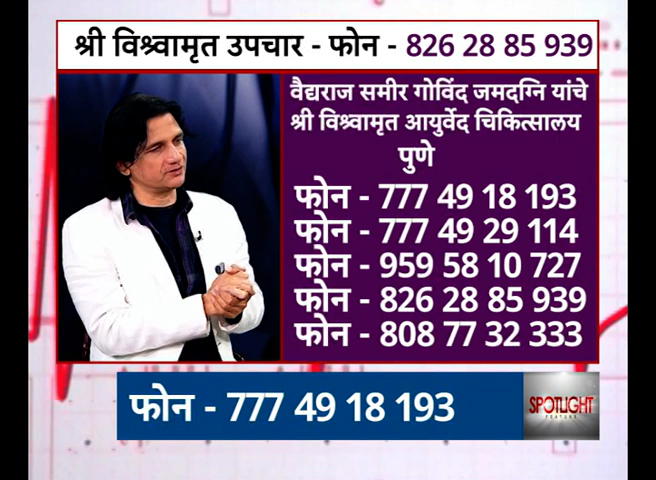 श्री विश्वामृत उपचार - फोन - 826 28 85 939
वैद्यराज समीर गोविंद जमदग्नि यांचे
श्री विश्वामृत आयुर्वेद चिकित्सालय
पुणे
फोन - 777 49 18 193
फोन - 777 49 29 114
फोन - 959 58 10 727
फोन - 826 28 85 939
फोन - 808 77 32 333
फोन - 777 49 18 193
SPOTLIGHT
FEATURE